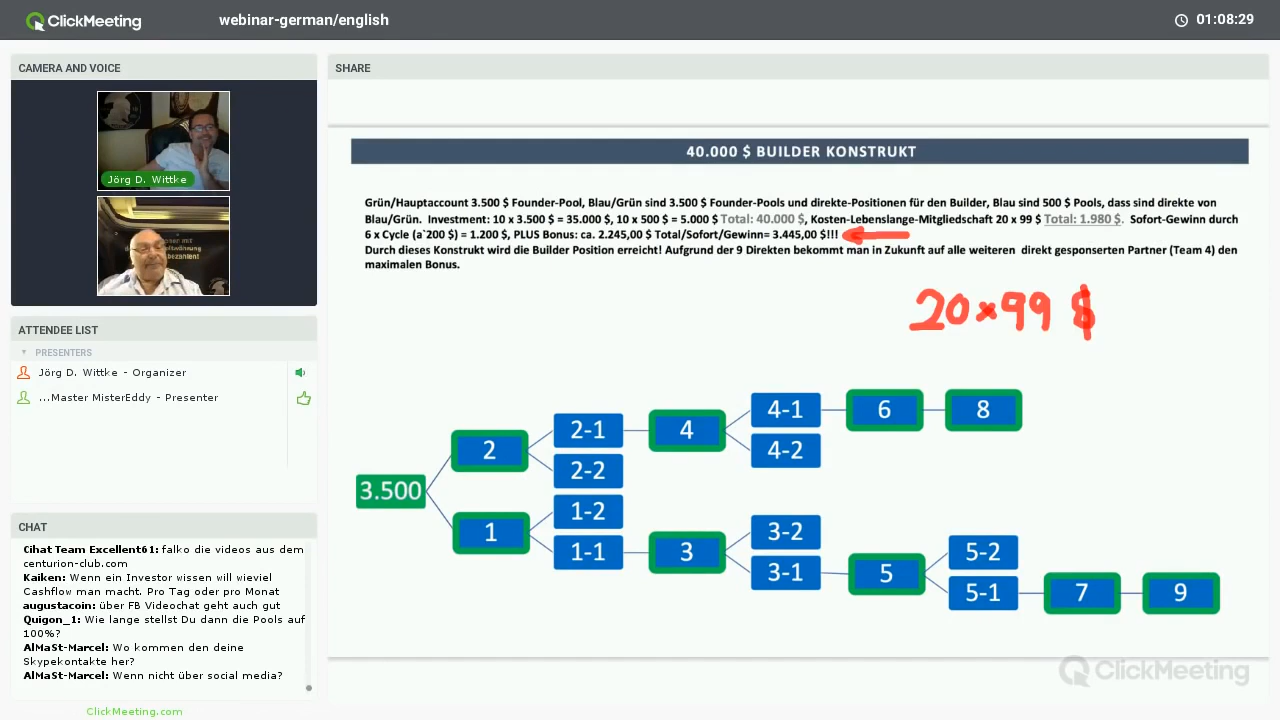 ClickMeeting
webinar-german/english
01:08:29
CAMERA AND VOICE
Jörg D. Wittke
ATTENDEE LIST
PRESENTERS
Jörg D. Wittke - Organizer
...Master MisterEddy - Presenter
CHAT
Cihat Team Excellent61: falko die videos aus dem
centurion-club.com
Kaiken: Wenn ein Investor wissen will wieviel
Cashflow man macht. Pro Tag oder pro Monat
augustacoin: über FB Videochat geht auch gut
Quigon_1: Wie lange stellst Du dann die Pools auf
100%?
AlMaSt-Marcel: Wo kommen den deine
Skypekontakte her?
AlMaSt-Marcel: Wenn nicht über social media?
ClickMeeting.com
SHARE
40.000 $ BUILDER KONSTRUKT
Grün/Hauptaccount 3.500 $ Founder-Pool, Blau/Grün sind 3.500 $ Founder-Pools und direkte-Positionen für den Builder, Blau sind 500 $ Pools, dass sind direkte von
Blau/Grün. Investment: 10 x 3.500 $ = 35.000 $, 10 x 500 $ = 5.000 $ Total: 40.000 $, Kosten-Lebenslange-Mitgliedschaft 20 x 99 $ Total: 1.980 $. Sofort-Gewinn durch
6 x Cycle (a`200 $) = 1.200 $, PLUS Bonus: ca. 2.245,00 $ Total/Sofort/Gewinn= 3.445,00 $!!!
Durch dieses Konstrukt wird die Builder Position erreicht! Aufgrund der 9 Direkten bekommt man in Zukunft auf alle weiteren direkt gesponserten Partner (Team 4) den
maximalen Bonus.
20x99 $
4-1
6
8
2-1
4
2
4-2
2-2
3.500
1-2
3-2
1
1-1
3
5-2
3-1
5
5-1
7
9
ClickMeeting